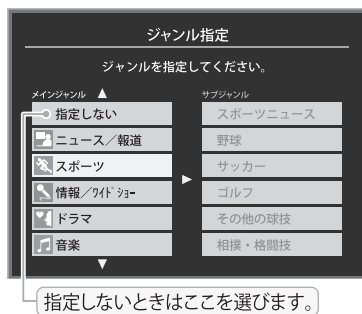 ジャンル指定
ジャンルを指定してください。
メインジャンル
指定しない
ニュース／報道
スポーツ
情報／ワイドショー
ドラマ
音楽
サブジャンル
スポーツニュース
野球
サッカー
ゴルフ
その他の球技
相撲・格闘技
指定しないときはここを選びます。